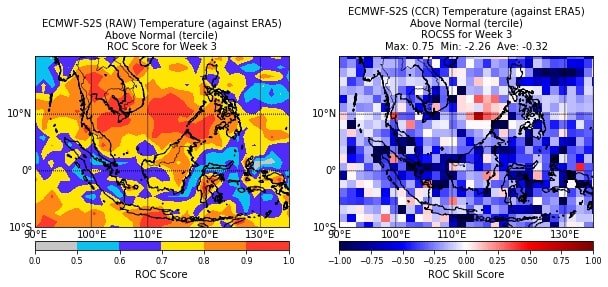 ECMWF-S2S (RAW) Temperature (against ERA5)
Above Normal (tercile)
ROC Score for Week 3
10°N
0°
10°S
90°E 100°E 110°E 120°E 130°E
0.0 0.5 0.6 0.7 0.8 0.9 1.0
ROC Score
ECMWF-S2S (CCR) Temperature (against ERA5)
Above Normal (tercile)
ROCSS for Week 3
Max: 0.75 Min: -2.26 Ave: -0.32
10°N
0°
10°S
90°E 100°E 110°E 120°E 130°E
−1.00 −0.75 −0.50 −0.25 0.00 0.25 0.50 0.75 1.00
ROC Skill Score